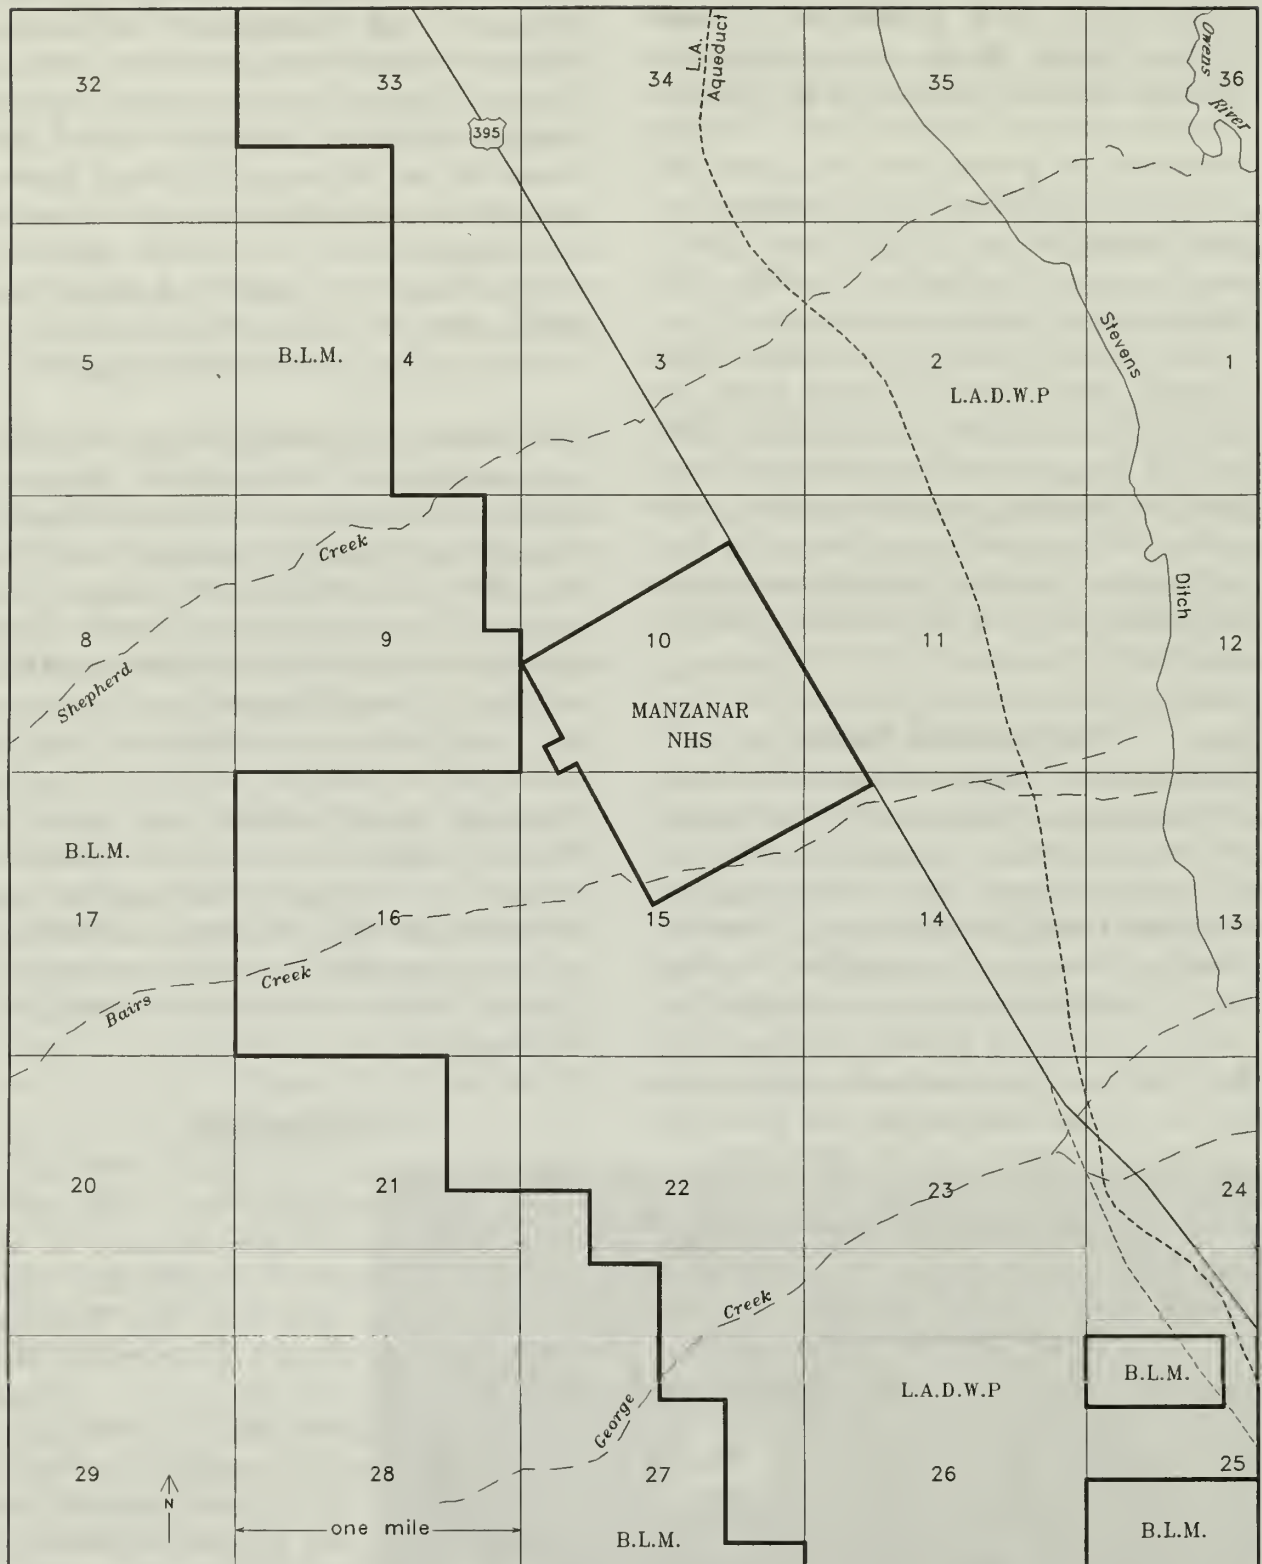 32
33
34
L.A.
Aqueduct
35
Owens
River
36
395
5
B.L.M.
4
3
2
L.A.D.W.P
Stevens
1
Creek
Shepherd
8
9
10
11
Ditch
12
MANZANAR
NHS
B.L.M.
17
16
15
14
13
Bairs
Creek
20
21
22
23
24
Creek
George
L.A.D.W.P
B.L.M.
29
N
28
27
26
25
one mile
B.L.M.
B.L.M.